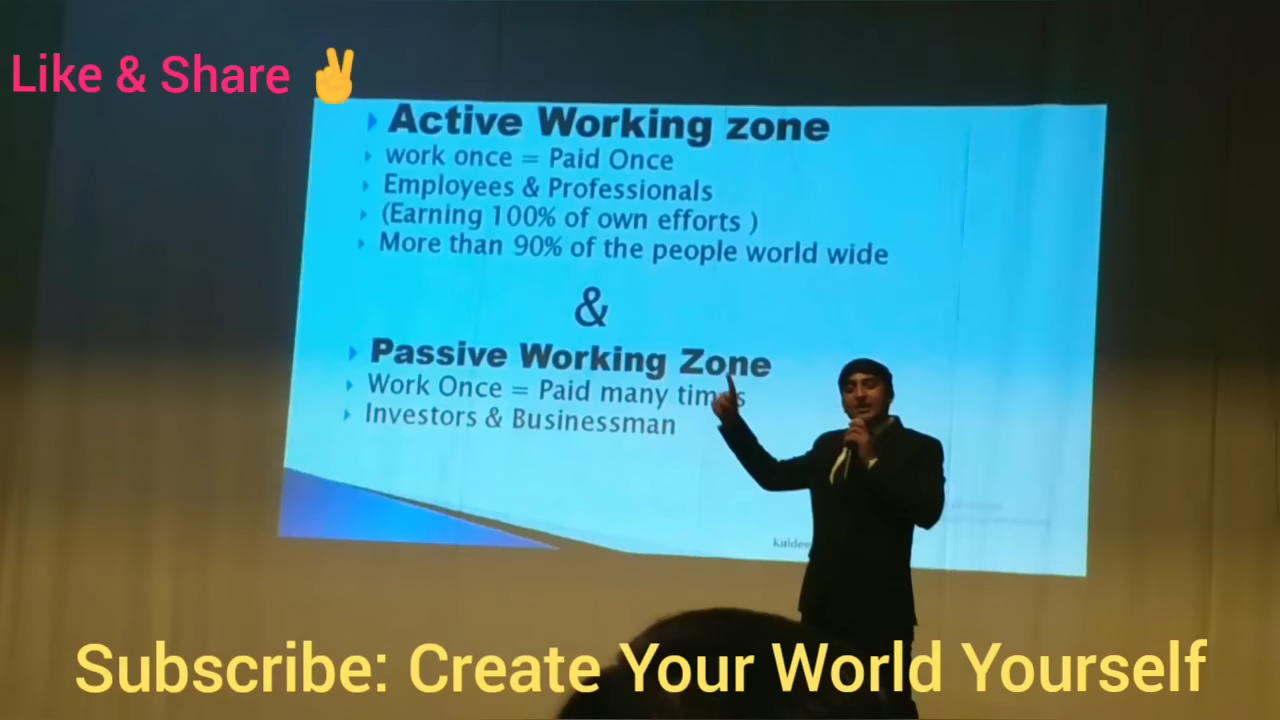 Like & Share ✌
Active Working zone
work once = Paid Once
Employees & Professionals
(Earning 100% of own efforts )
More than 90% of the people world wide
&
Passive Working Zone
Work Once = Paid many times
Investors & Businessman
Subscribe: Create Your World Yourself